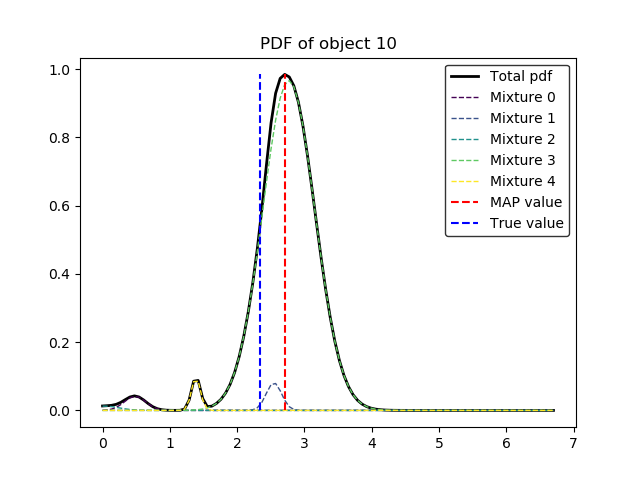 PDF of object 10
1.0
0.8
0.6
0.4
0.2
0.0
0 1 2 3 4 5 6 7
Total pdf
Mixture 0
Mixture 1
Mixture 2
Mixture 3
Mixture 4
MAP value
True value